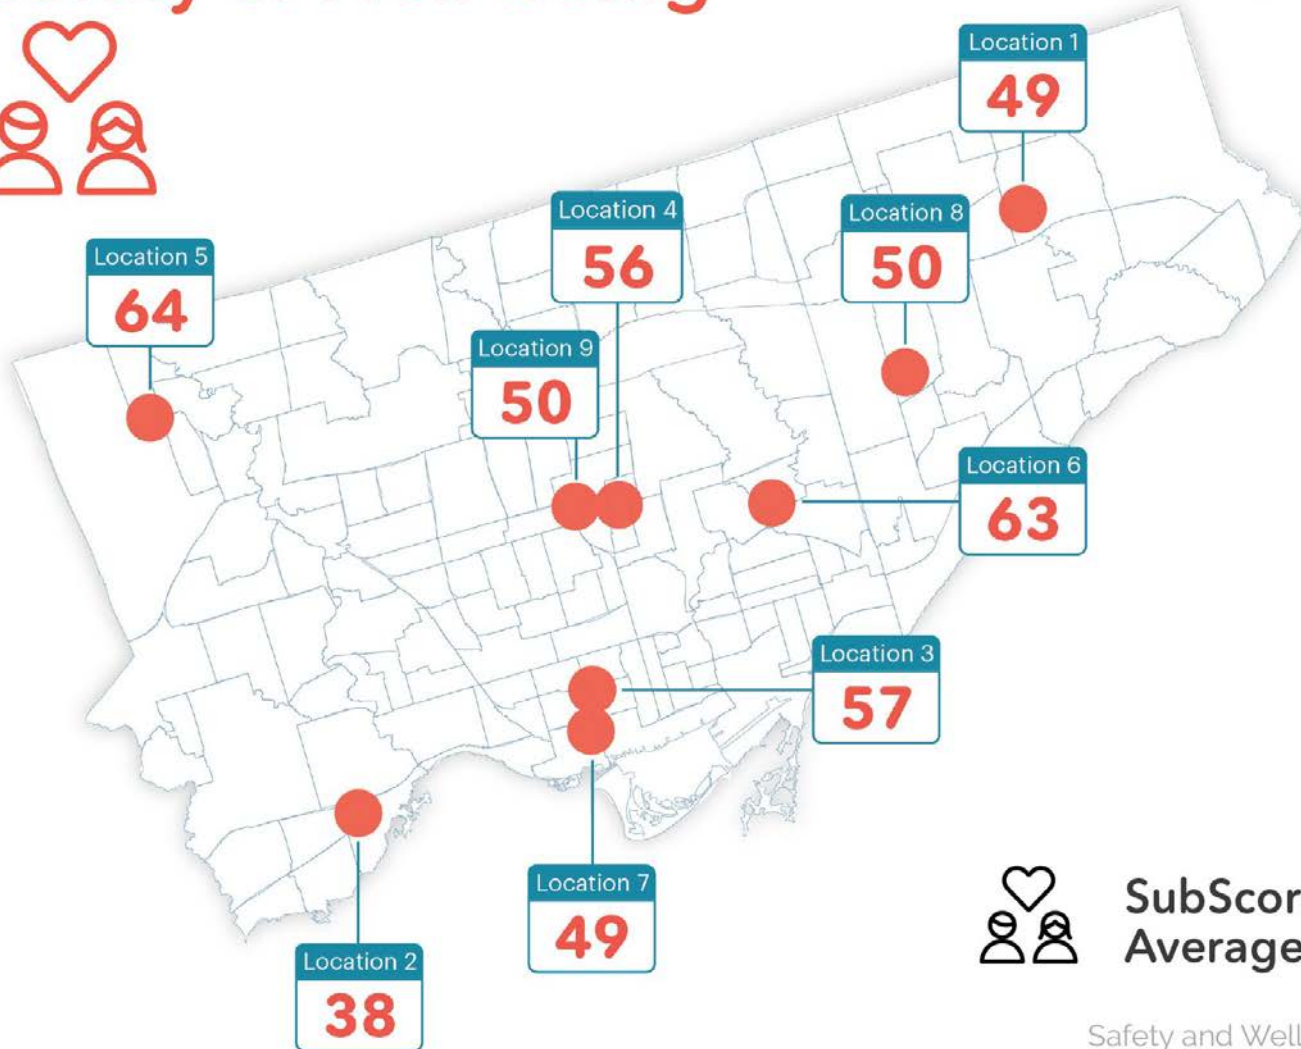 Location 1
49
Location 4
56
Location 8
50
Location 5
64
Location 9
50
Location 6
63
Location 3
57
Location 7
49
Location 2
38
SubScor
Average
Safety and Well